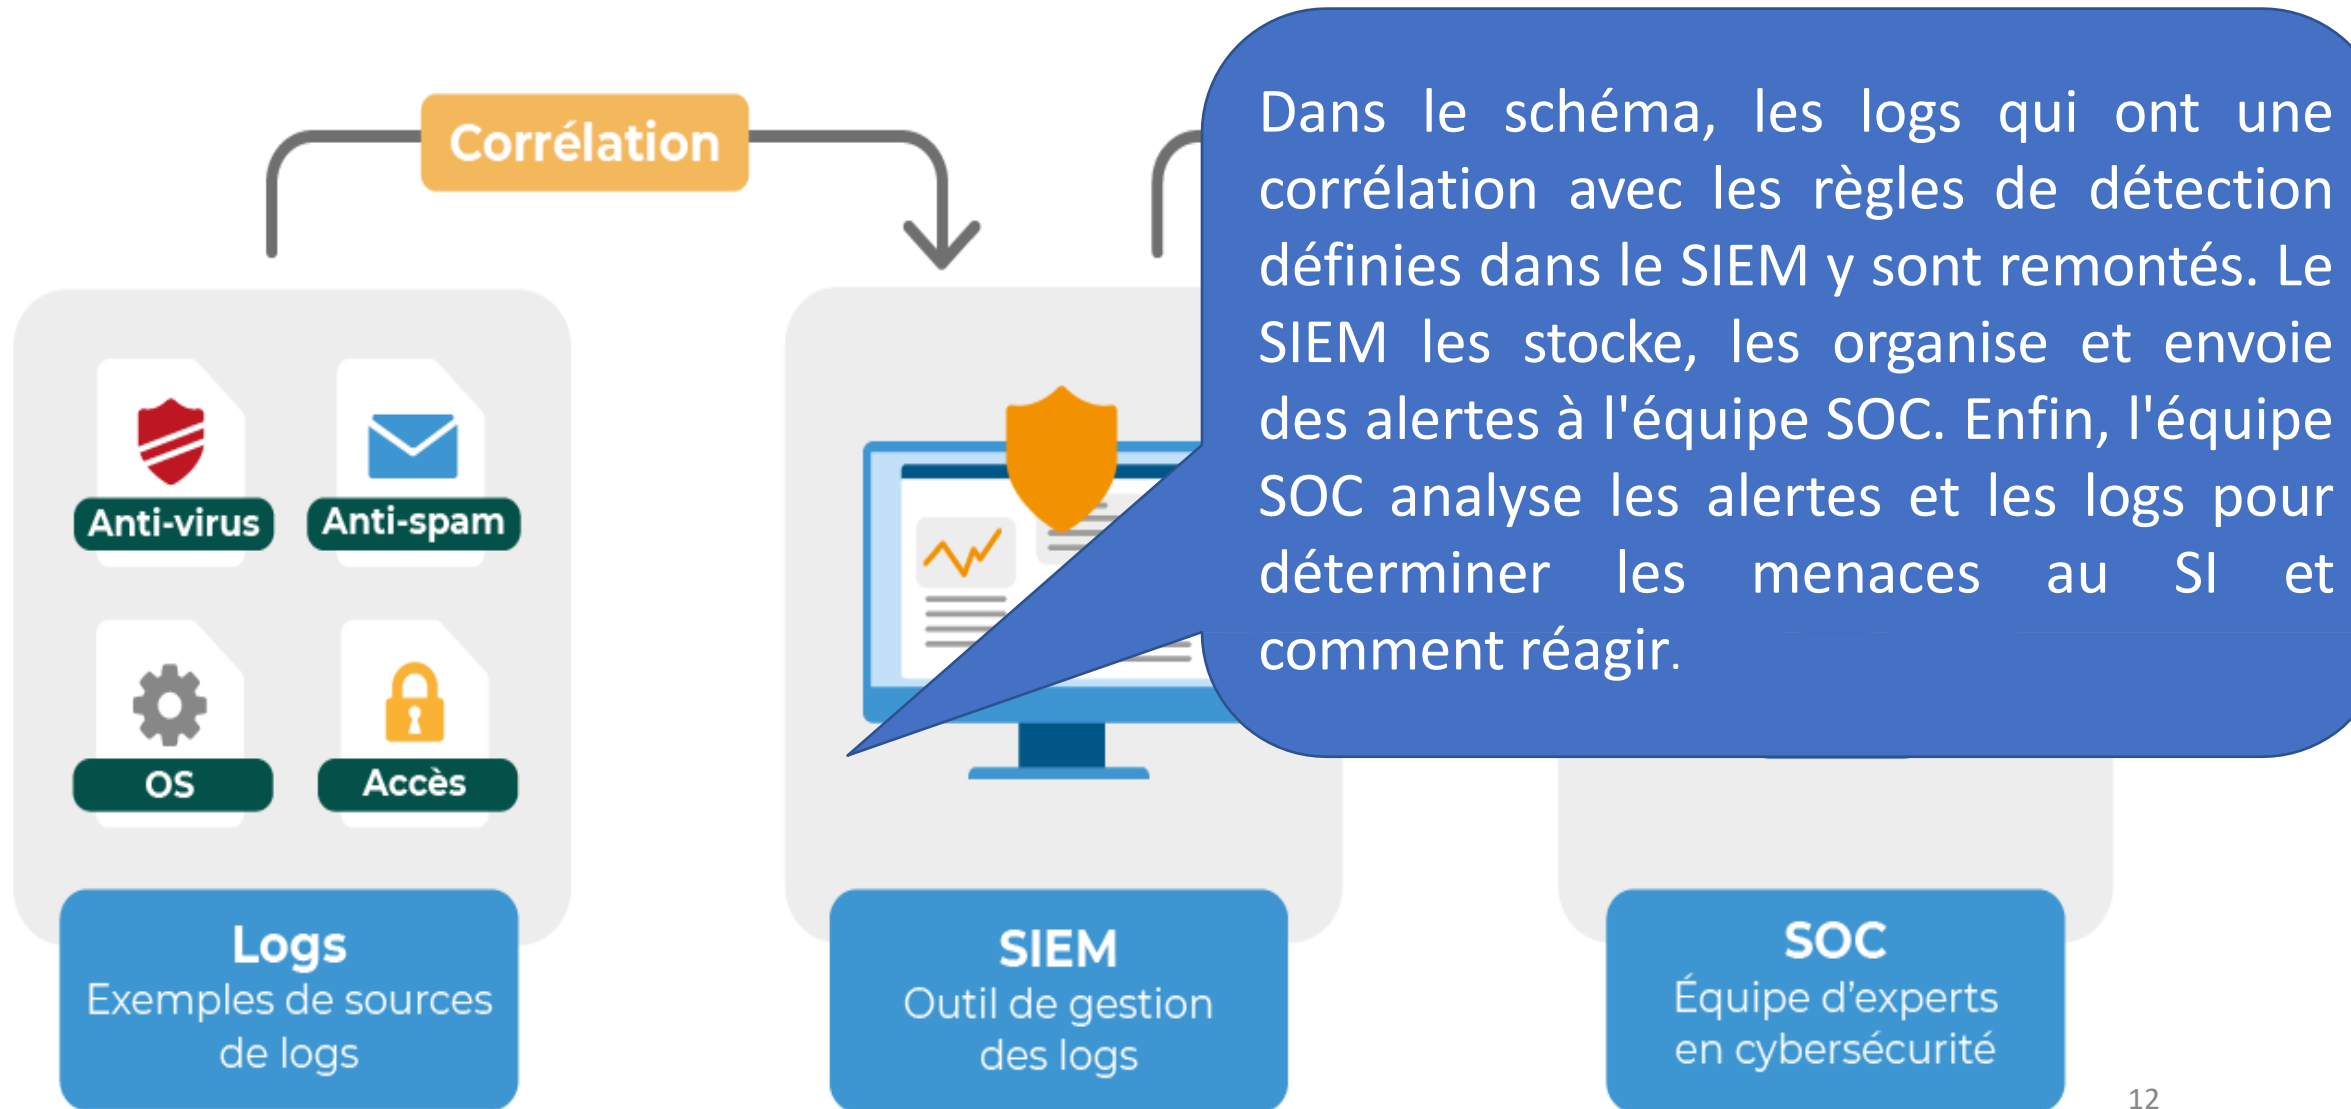 Corrélation
Dans le schéma, les logs qui ont une
corrélation avec les règles de détection
définies dans le SIEM y sont remontés. Le
SIEM les stocke, les organise et envoie
des alertes à l'équipe SOC. Enfin, l'équipe
SOC analyse les alertes et les logs pour
déterminer les menaces au SI et
comment réagir.
Anti-virus
Anti-spam
OS
Accès
Logs
Exemples de sources
de logs
SIEM
Outil de gestion
des logs
SOC
Équipe d'experts
en cybersécurité
12